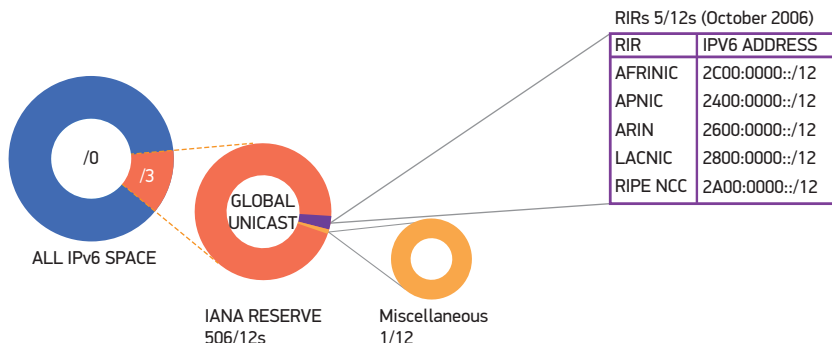 RIRs 5/12s (October 2006)
RIR IPV6 ADDRESS
AFRINIC 2C00:0000::/12
APNIC 2400:0000::/12
ARIN 2600:0000::/12
LACNIC 2800:0000::/12
RIPE NCC 2A00:0000::/12
/0
/3
GLOBAL
UNICAST
ALL IPv6 SPACE
IANA RESERVE
506/12s
Miscellaneous
1/12